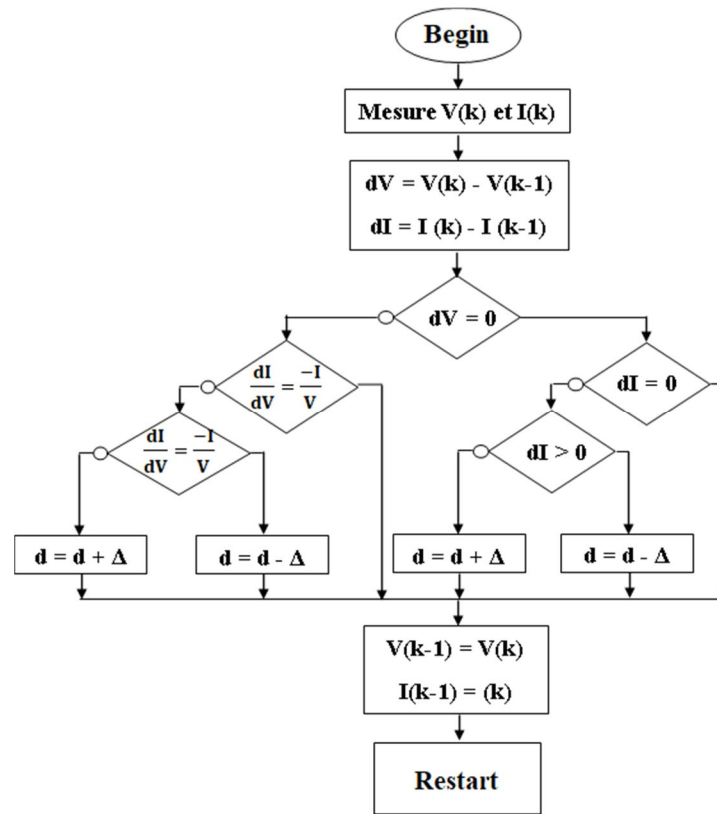 Begin
Mesure V(k) et I(k)
dV = V(k) - V(k-1)
dI = I (k) - I (k-1)
dV = 0
dI/dV = -I/V
dI = 0
dI/dV = -I/V
dI > 0
d = d + Δ
d = d - Δ
d = d + Δ
d = d - Δ
V(k-1) = V(k)
I(k-1) = (k)
Restart